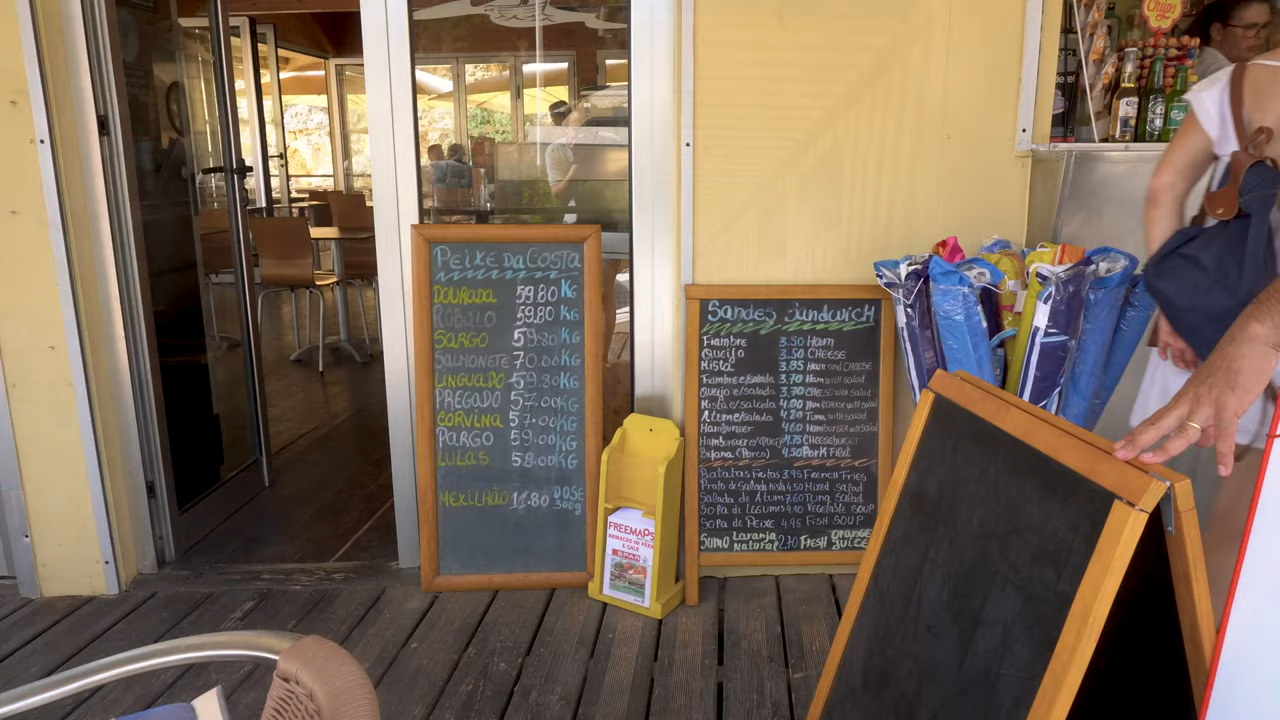 PEIXE DA COSTA
DOURADA 59.80 KG
ROBALO 59.80 KG
SARGO 59.80 KG
SALMONETE 70.00 KG
LINGUADO 59.80 KG
PREGADO 57.00 KG
CORVINA 57.00 KG
PARGO 59.00 KG
LULAS 58.00 KG
MEXILHÃO 11.80 DOSE 300g
FREEMAPS
ARMAÇÃO DE PÊRA
& GALÉ
SPAR
Sandes Sandwich
Fiambre 3.50 Ham
Queijo 3.50 CHEESE
Mista 3.85 Ham and CHEESE
Fiambre e/salada 3.70 Ham with salad
Queijo e/salada 3.70 Cheese with salad
Mista e/salada 4.00 Ham & CHEESE with salad
Atum e/salada 4.20 Tuna with salad
Hamburguer 4.60 Hamburger with salad
Hamburguer c/Queijo 4.75 CHEESEburger
Bifana (Porco) 4.50 Pork Filet
Batatas Fritas 3.95 French Fries
Prato de Salada Mista 4.50 Mixed salad
Salada de Atum 7.60 Tuna Salad
Sopa de Legumes 4.40 VEGETABLE SOUP
Sopa de Peixe 4.95 Fish SOUP
Sumo Laranja Natural 2.70 FResh ORANGE JUICE
Chupa
Chups